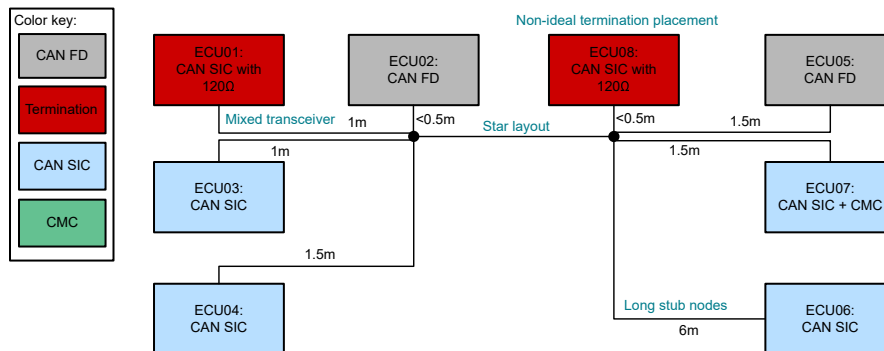 Color key:
CAN FD
Termination
CAN SIC
CMC
Non-ideal termination placement
ECU01:
CAN SIC with
120Ω
ECU02:
CAN FD
ECU08:
CAN SIC with
120Ω
ECU05:
CAN FD
Mixed transceiver
1m
<0.5m
Star layout
<0.5m
1.5m
1m
1.5m
ECU03:
CAN SIC
ECU07:
CAN SIC + CMC
1.5m
ECU04:
CAN SIC
Long stub nodes
6m
ECU06:
CAN SIC